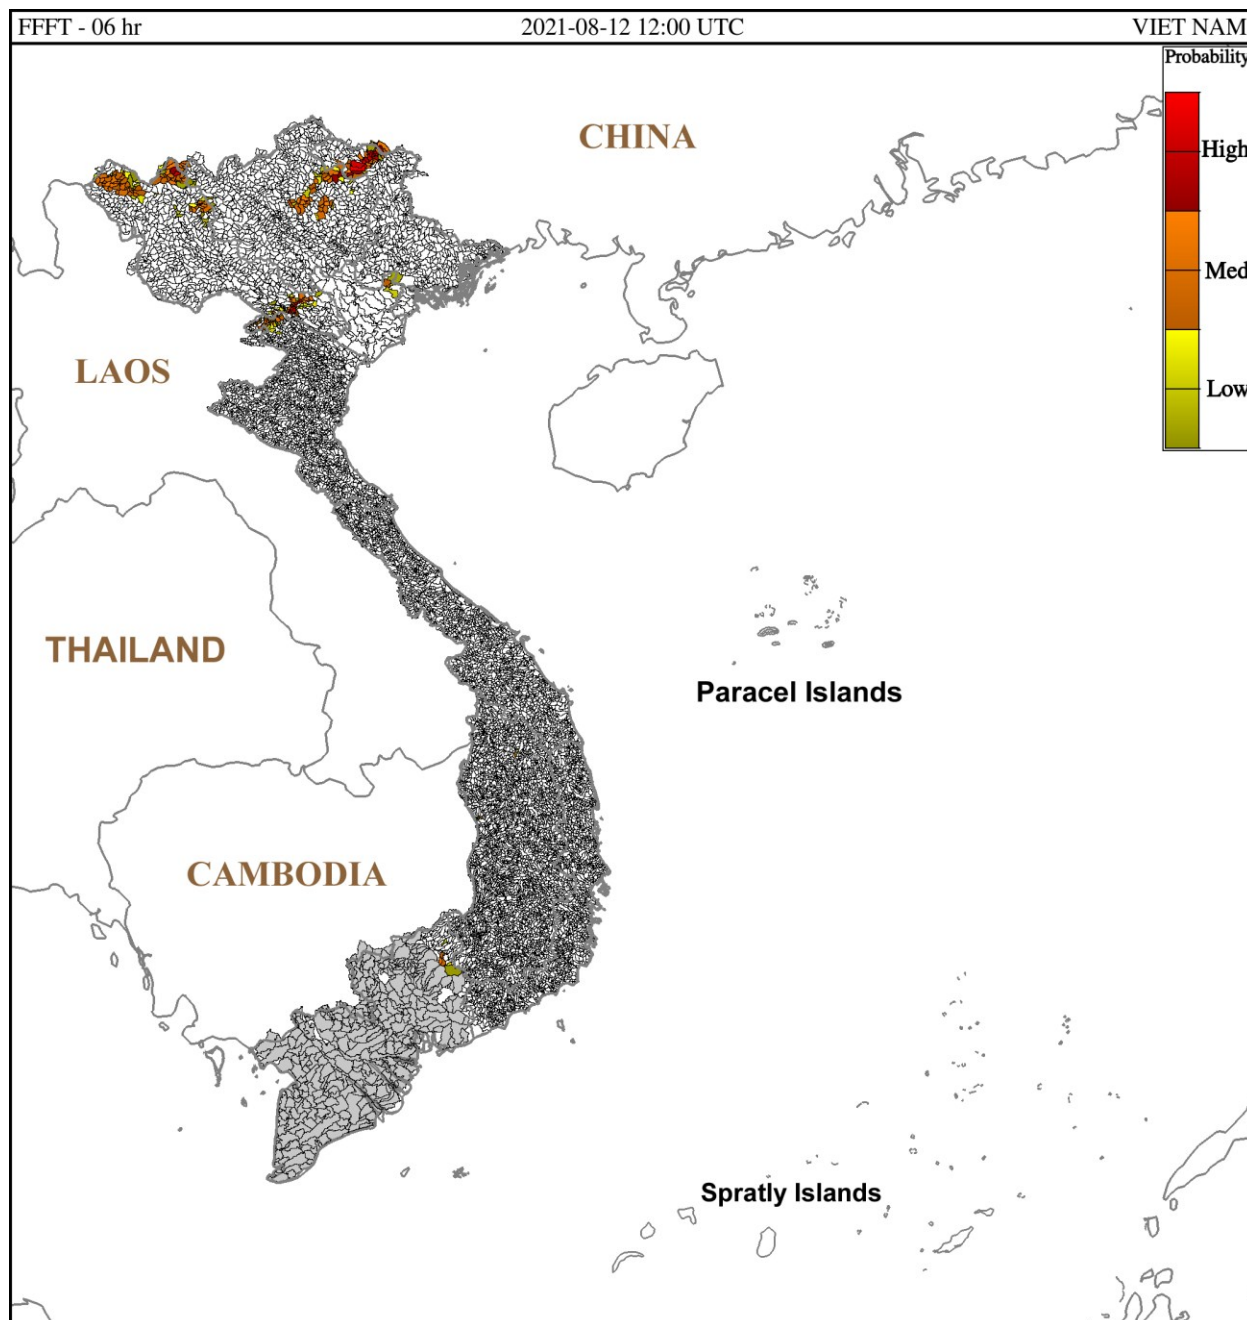 FFFT - 06 hr 2021-08-12 12:00 UTC VIET NAM
Probability
CHINA
High
Med
LAOS
Low
THAILAND
Paracel Islands
CAMBODIA
Spratly Islands